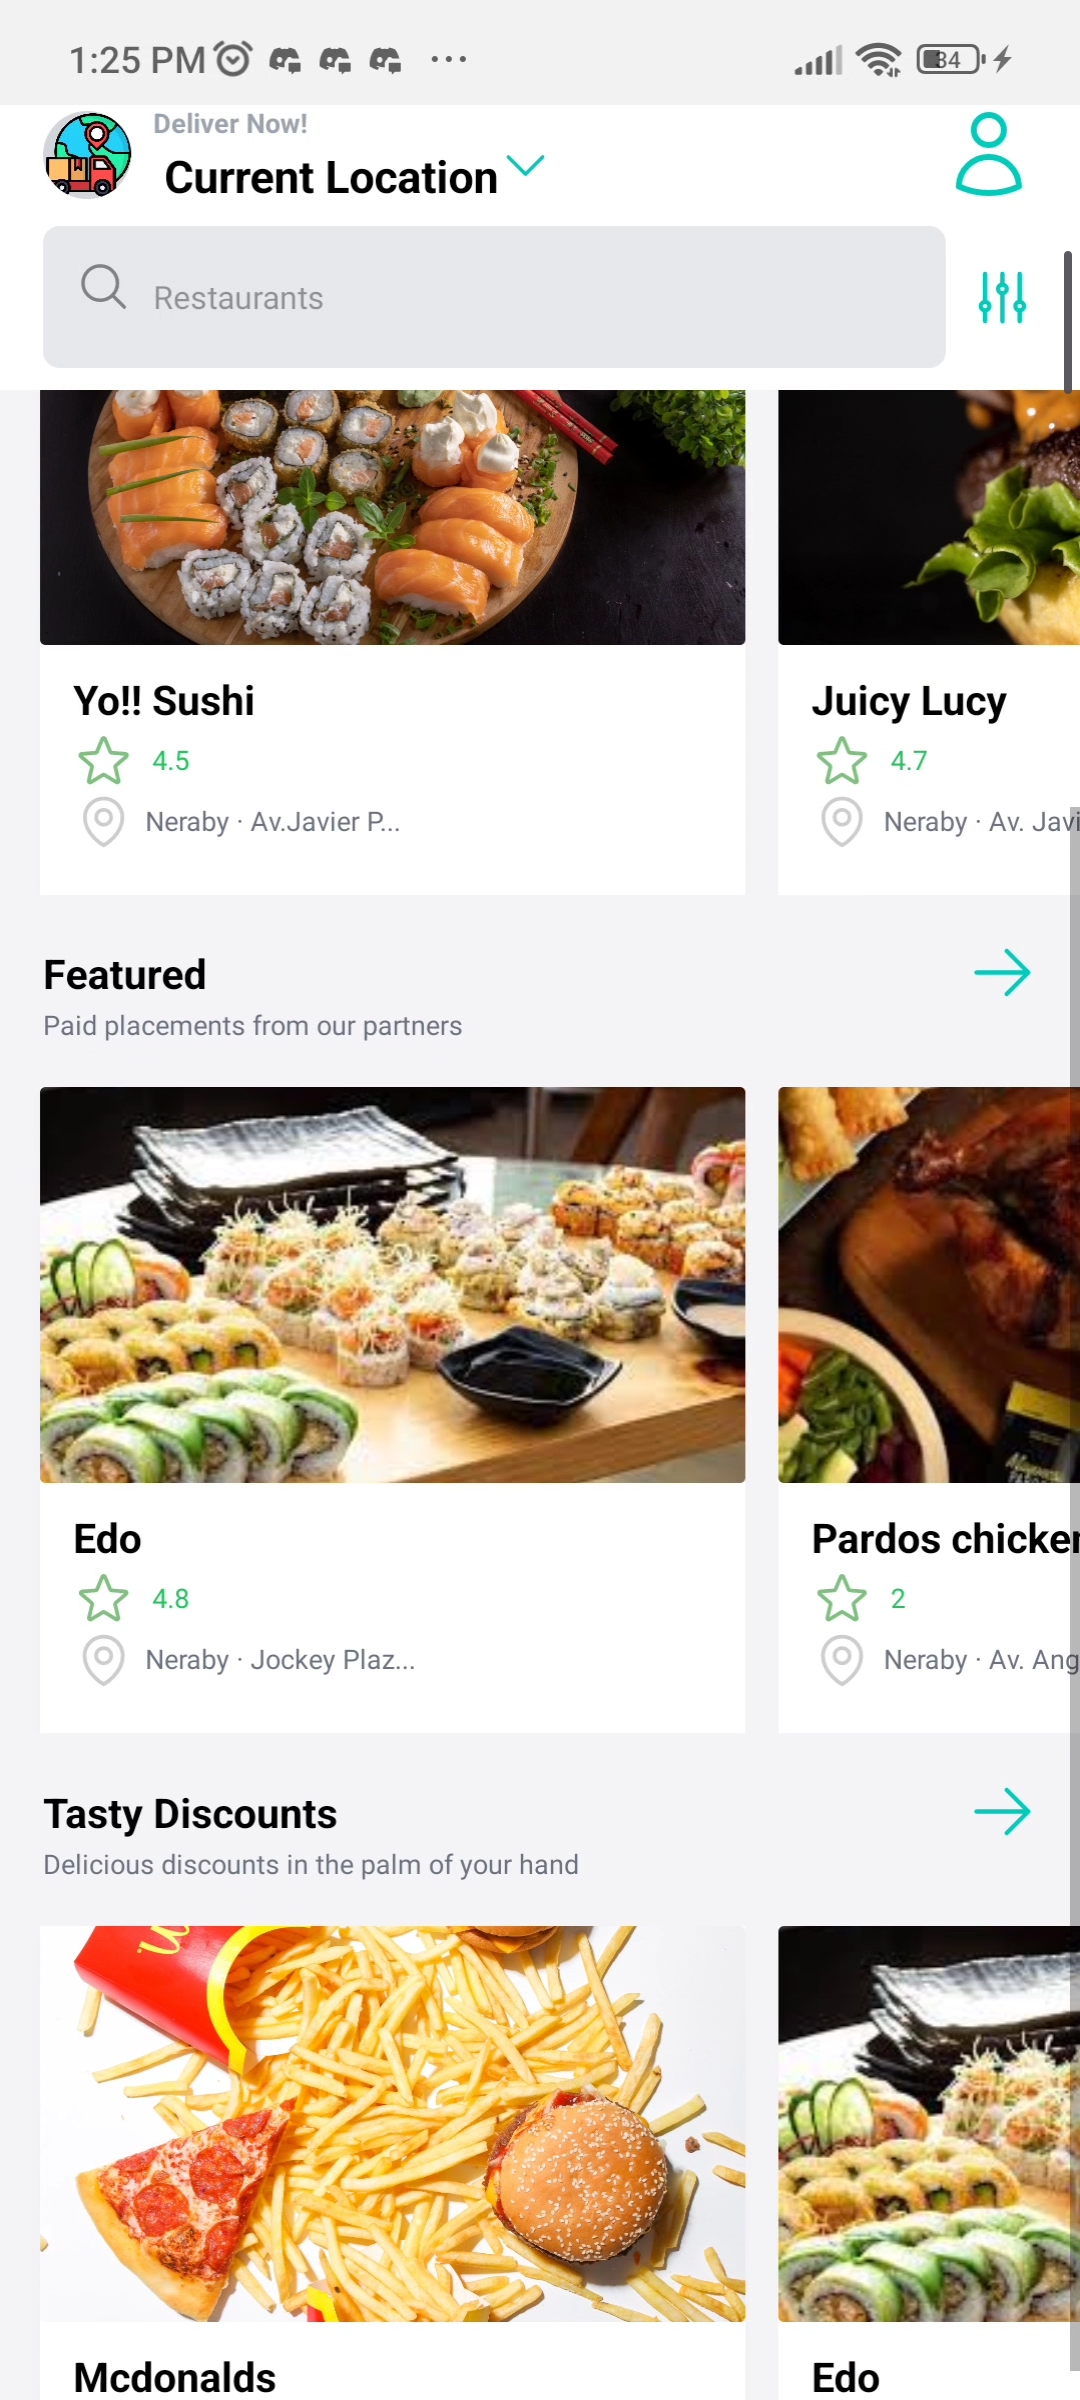 1:25 PM
34
Deliver Now!
Current Location
Restaurants
Yo!! Sushi
4.5
Neraby · Av.Javier P...
Juicy Lucy
4.7
Neraby · Av. Javi
Featured
Paid placements from our partners
Edo
4.8
Neraby · Jockey Plaz...
Pardos chicken
2
Neraby · Av. Ang
Tasty Discounts
Delicious discounts in the palm of your hand
Mcdonalds
Edo